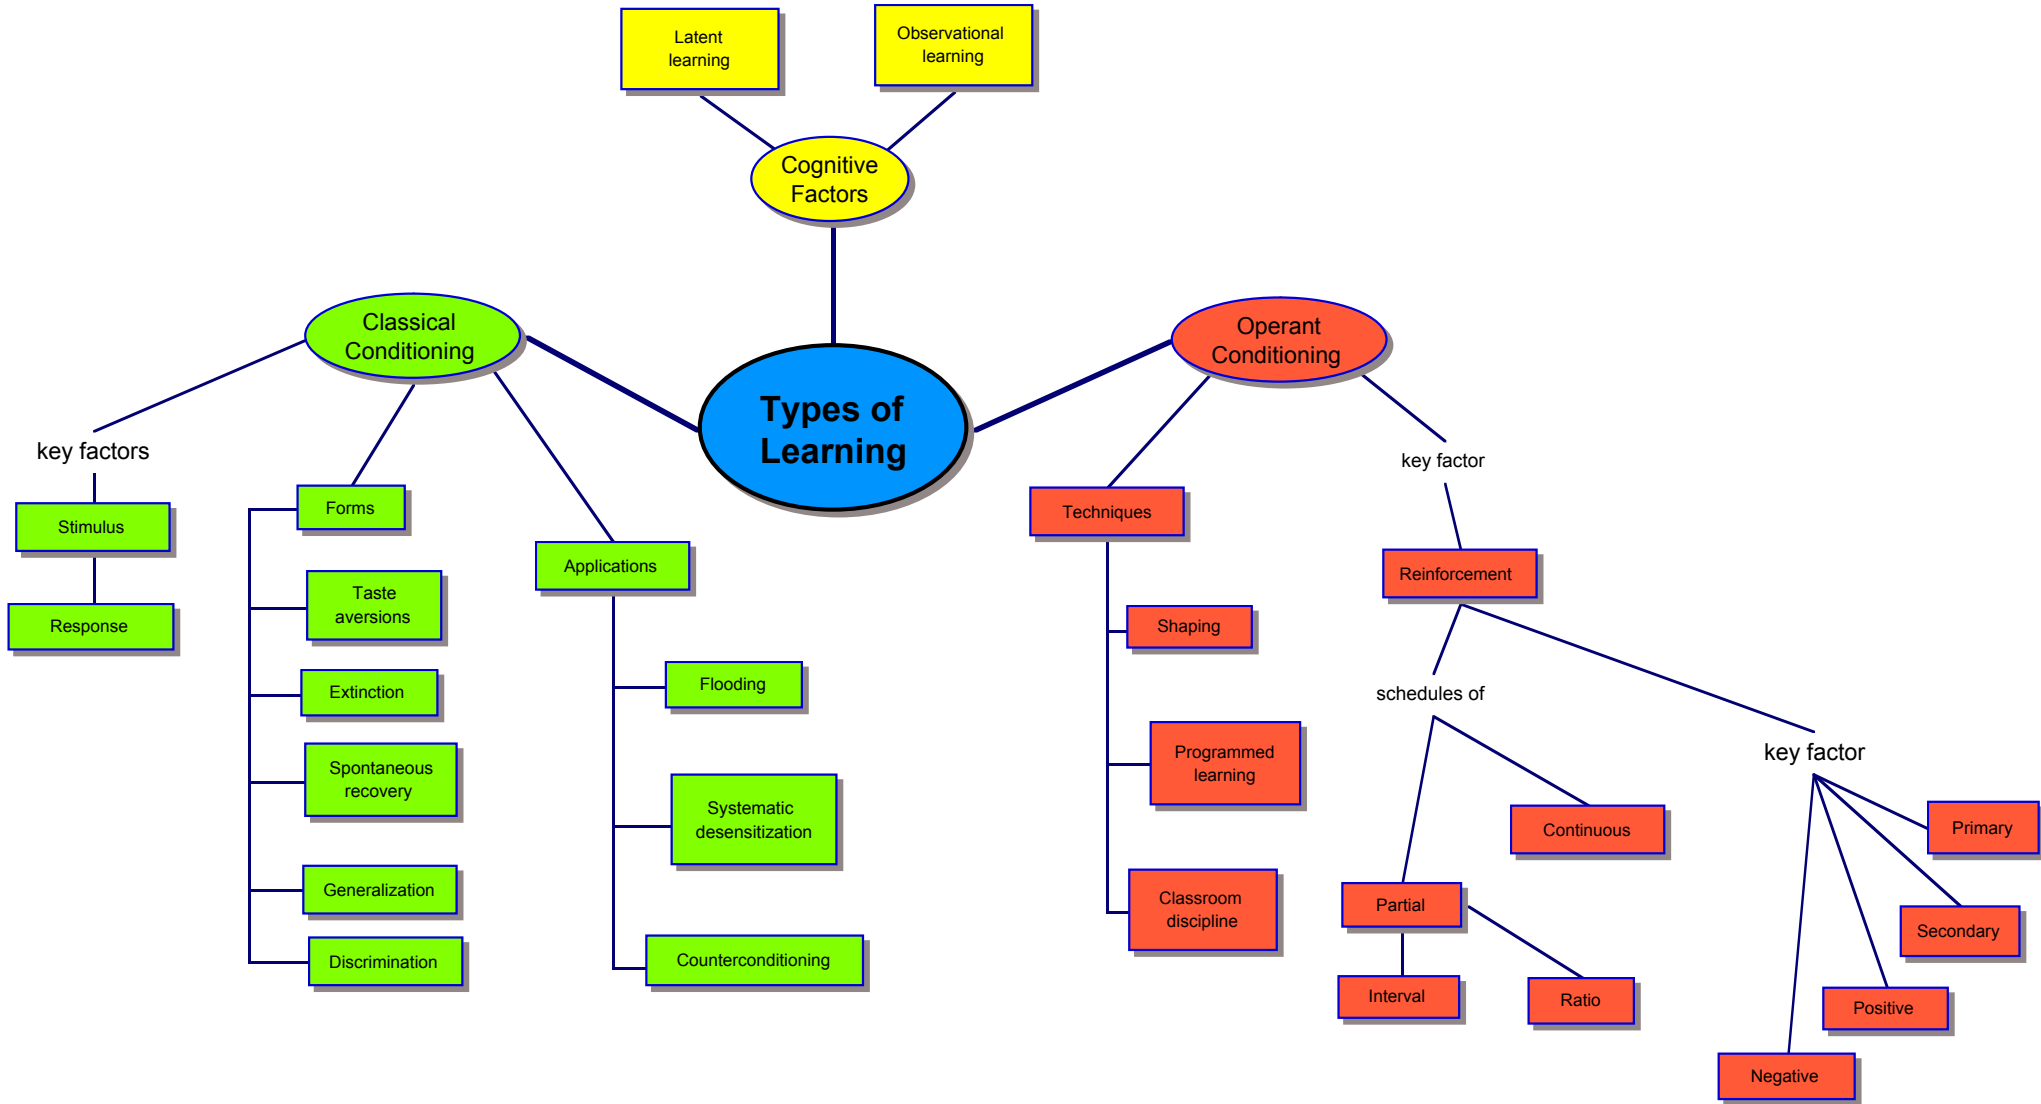 Latent
learning
Observational
learning
Cognitive
Factors
Classical
Conditioning
Operant
Conditioning
Types of
Learning
key factors
Stimulus
Response
Forms
Taste
aversions
Extinction
Spontaneous
recovery
Generalization
Discrimination
Applications
Flooding
Systematic
desensitization
Counterconditioning
Techniques
Shaping
Programmed
learning
Classroom
discipline
key factor
Reinforcement
schedules of
Continuous
Partial
Interval
Ratio
key factor
Primary
Secondary
Positive
Negative